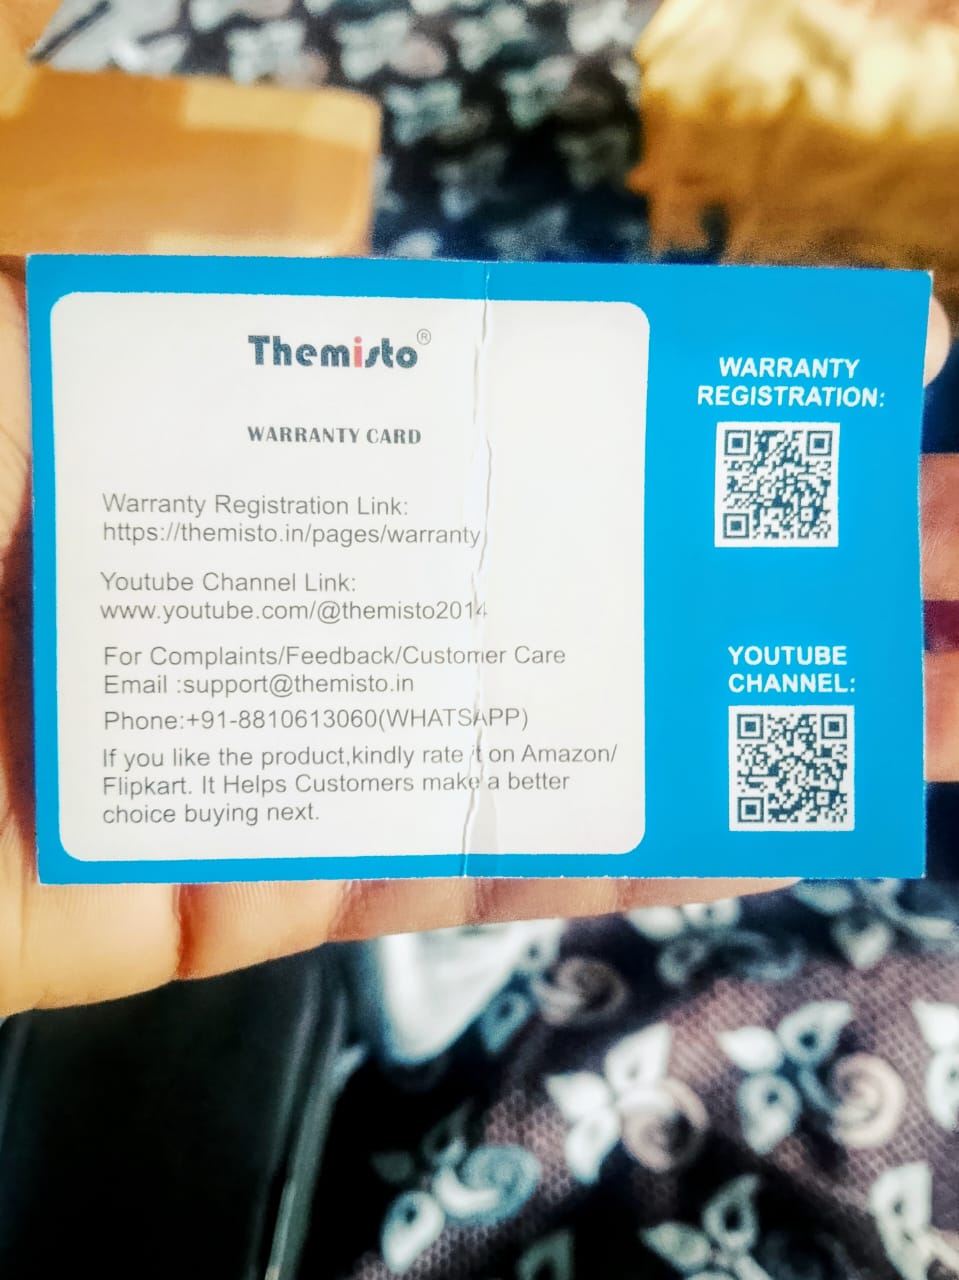 Themisto®
WARRANTY CARD
Warranty Registration Link:
https://themisto.in/pages/warranty
Youtube Channel Link:
www.youtube.com/@themisto2014
For Complaints/Feedback/Customer Care
Email :support@themisto.in
Phone:+91-8810613060(WHATSAPP)
If you like the product,kindly rate it on Amazon/
Flipkart. It Helps Customers make a better
choice buying next.
WARRANTY
REGISTRATION:
YOUTUBE
CHANNEL: